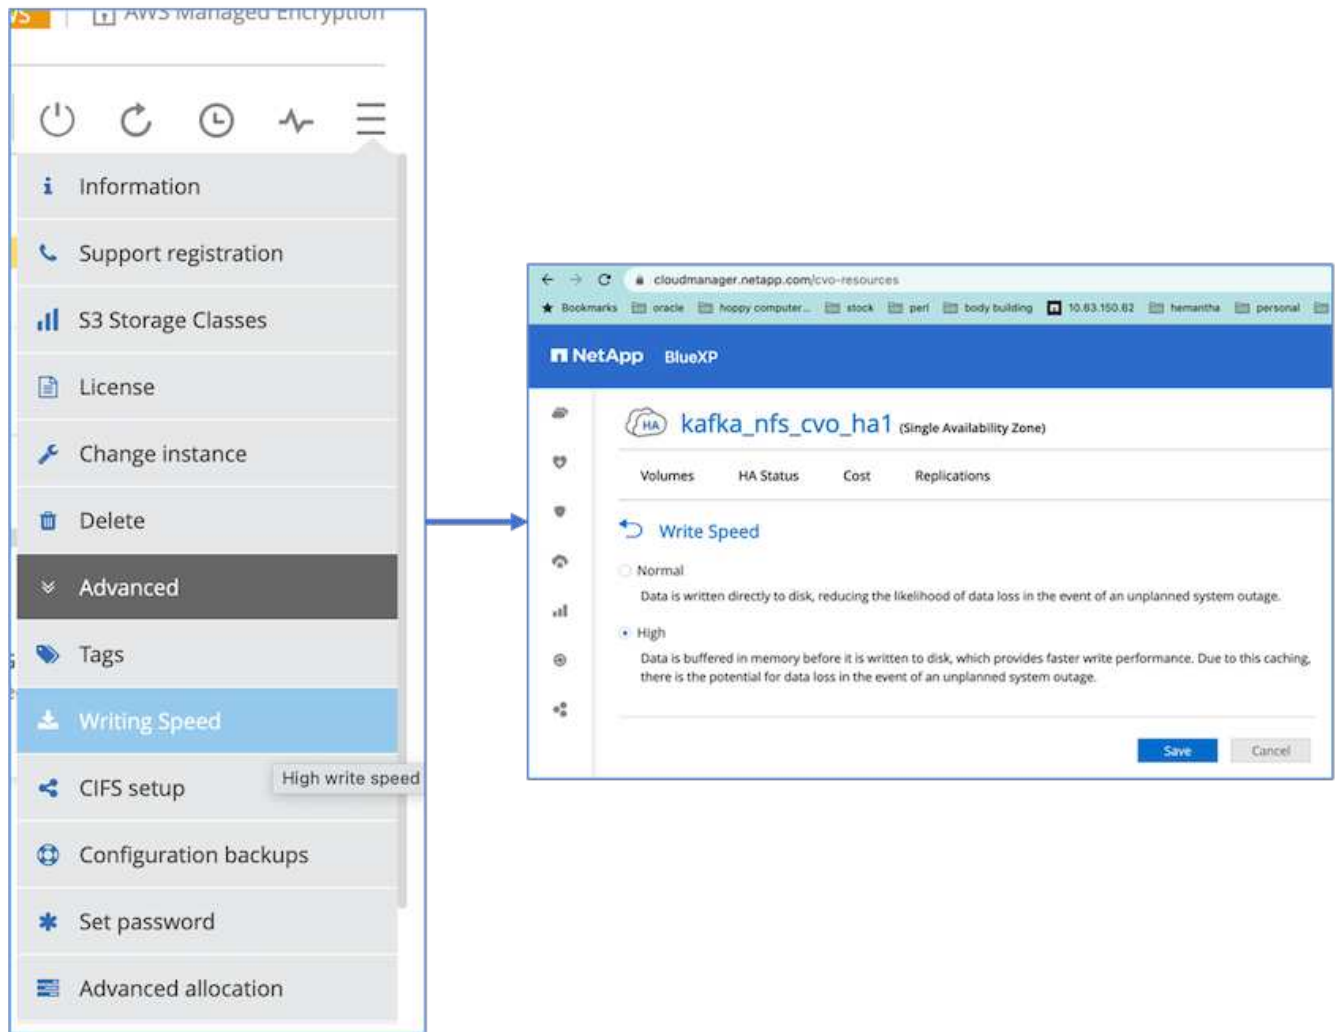 AWS Managed Encryption
Information
Support registration
S3 Storage Classes
License
Change instance
Delete
Advanced
Tags
Writing Speed
High write speed
CIFS setup
Configuration backups
Set password
Advanced allocation
cloudmanager.netapp.com/cvo-resources
Bookmarks oracle hoppy computer... stock perl body building 10.63.150.62 hemantha personal
NetApp BlueXP
HA kafka_nfs_cvo_ha1 (Single Availability Zone)
Volumes HA Status Cost Replications
Write Speed
Normal
Data is written directly to disk, reducing the likelihood of data loss in the event of an unplanned system outage.
High
Data is buffered in memory before it is written to disk, which provides faster write performance. Due to this caching,
there is the potential for data loss in the event of an unplanned system outage.
Save Cancel